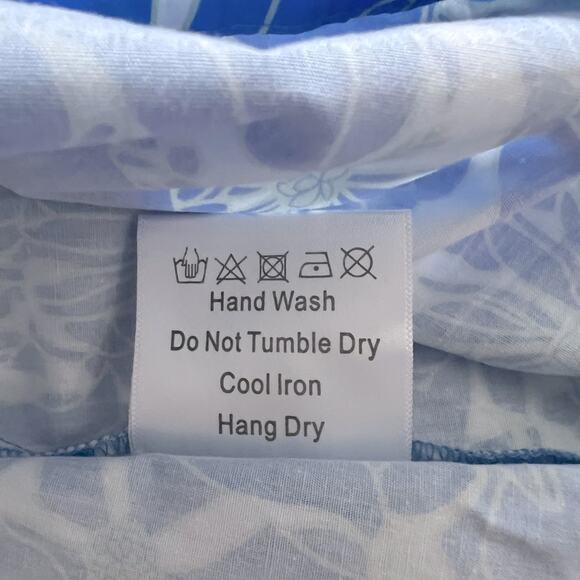 Hand Wash
Do Not Tumble Dry
Cool Iron
Hang Dry